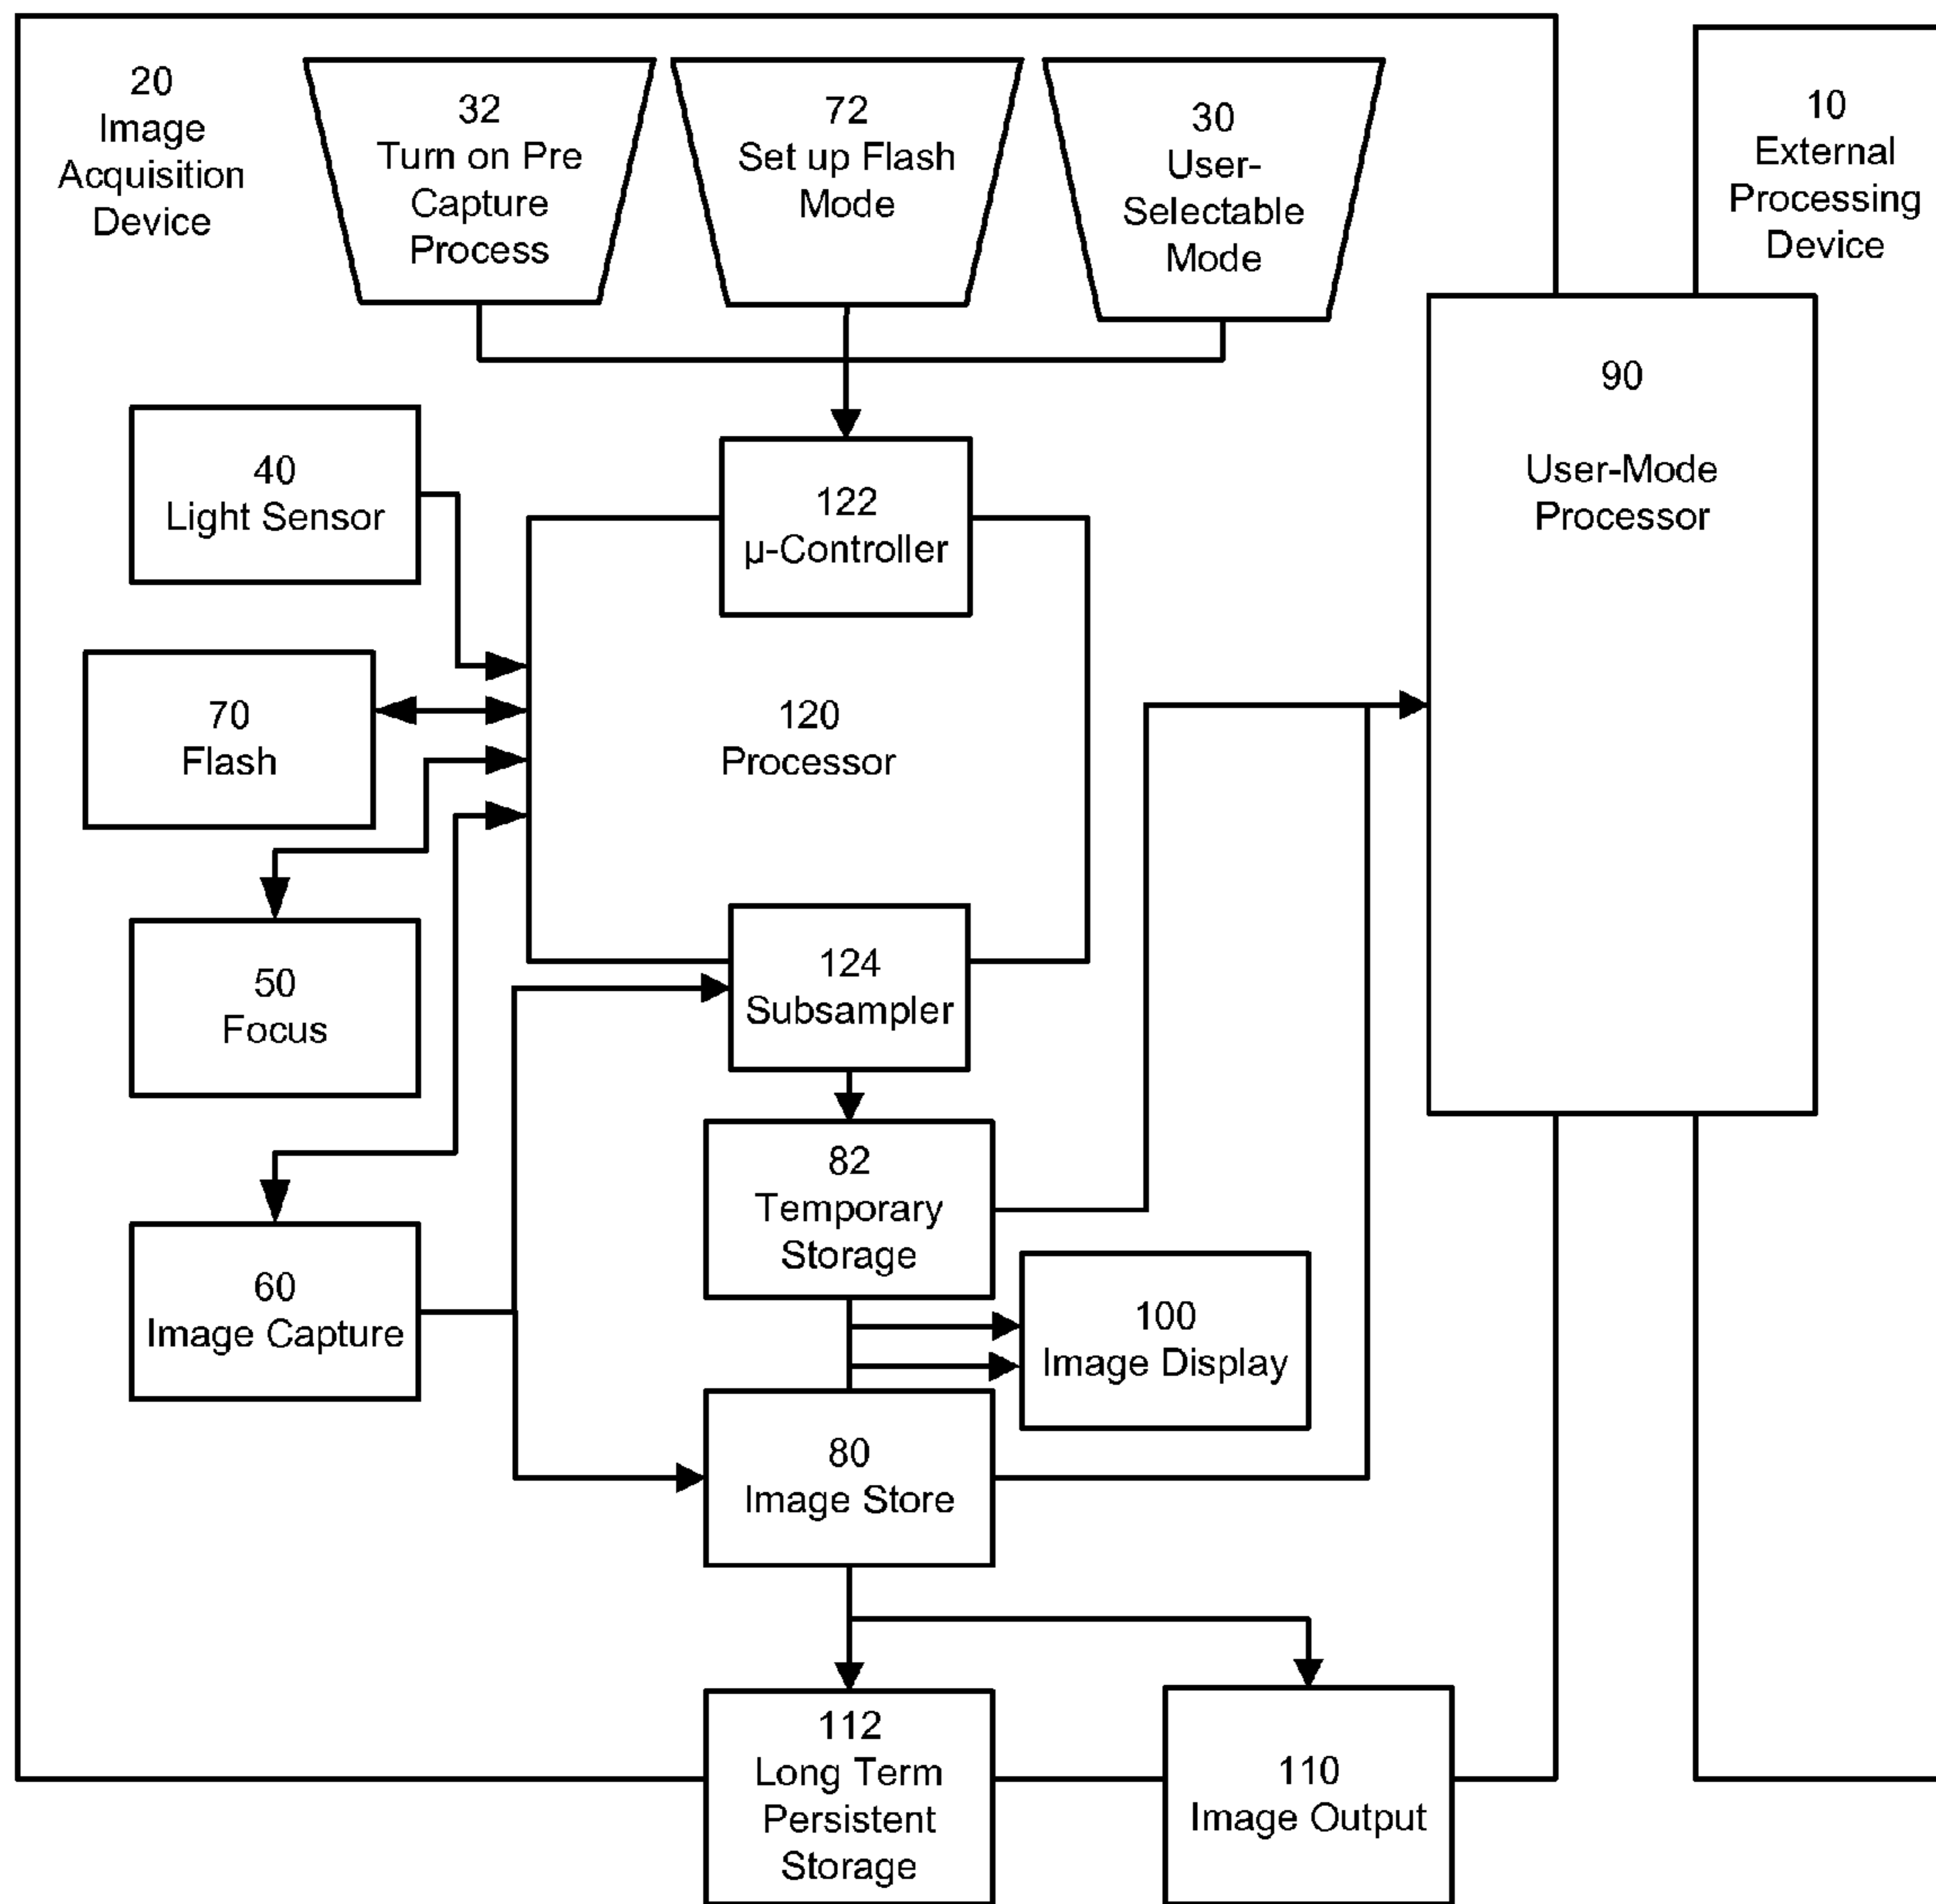 20
Image
Acquisition
Device
32
Turn on Pre
Capture
Process
72
Set up Flash
Mode
30
User-
Selectable
Mode
10
External
Processing
Device
90
User-Mode
Processor
40
Light Sensor
122
µ-Controller
70
Flash
120
Processor
50
Focus
124
Subsampler
82
Temporary
Storage
60
Image Capture
100
Image Display
80
Image Store
112
Long Term
Persistent
Storage
110
Image Output